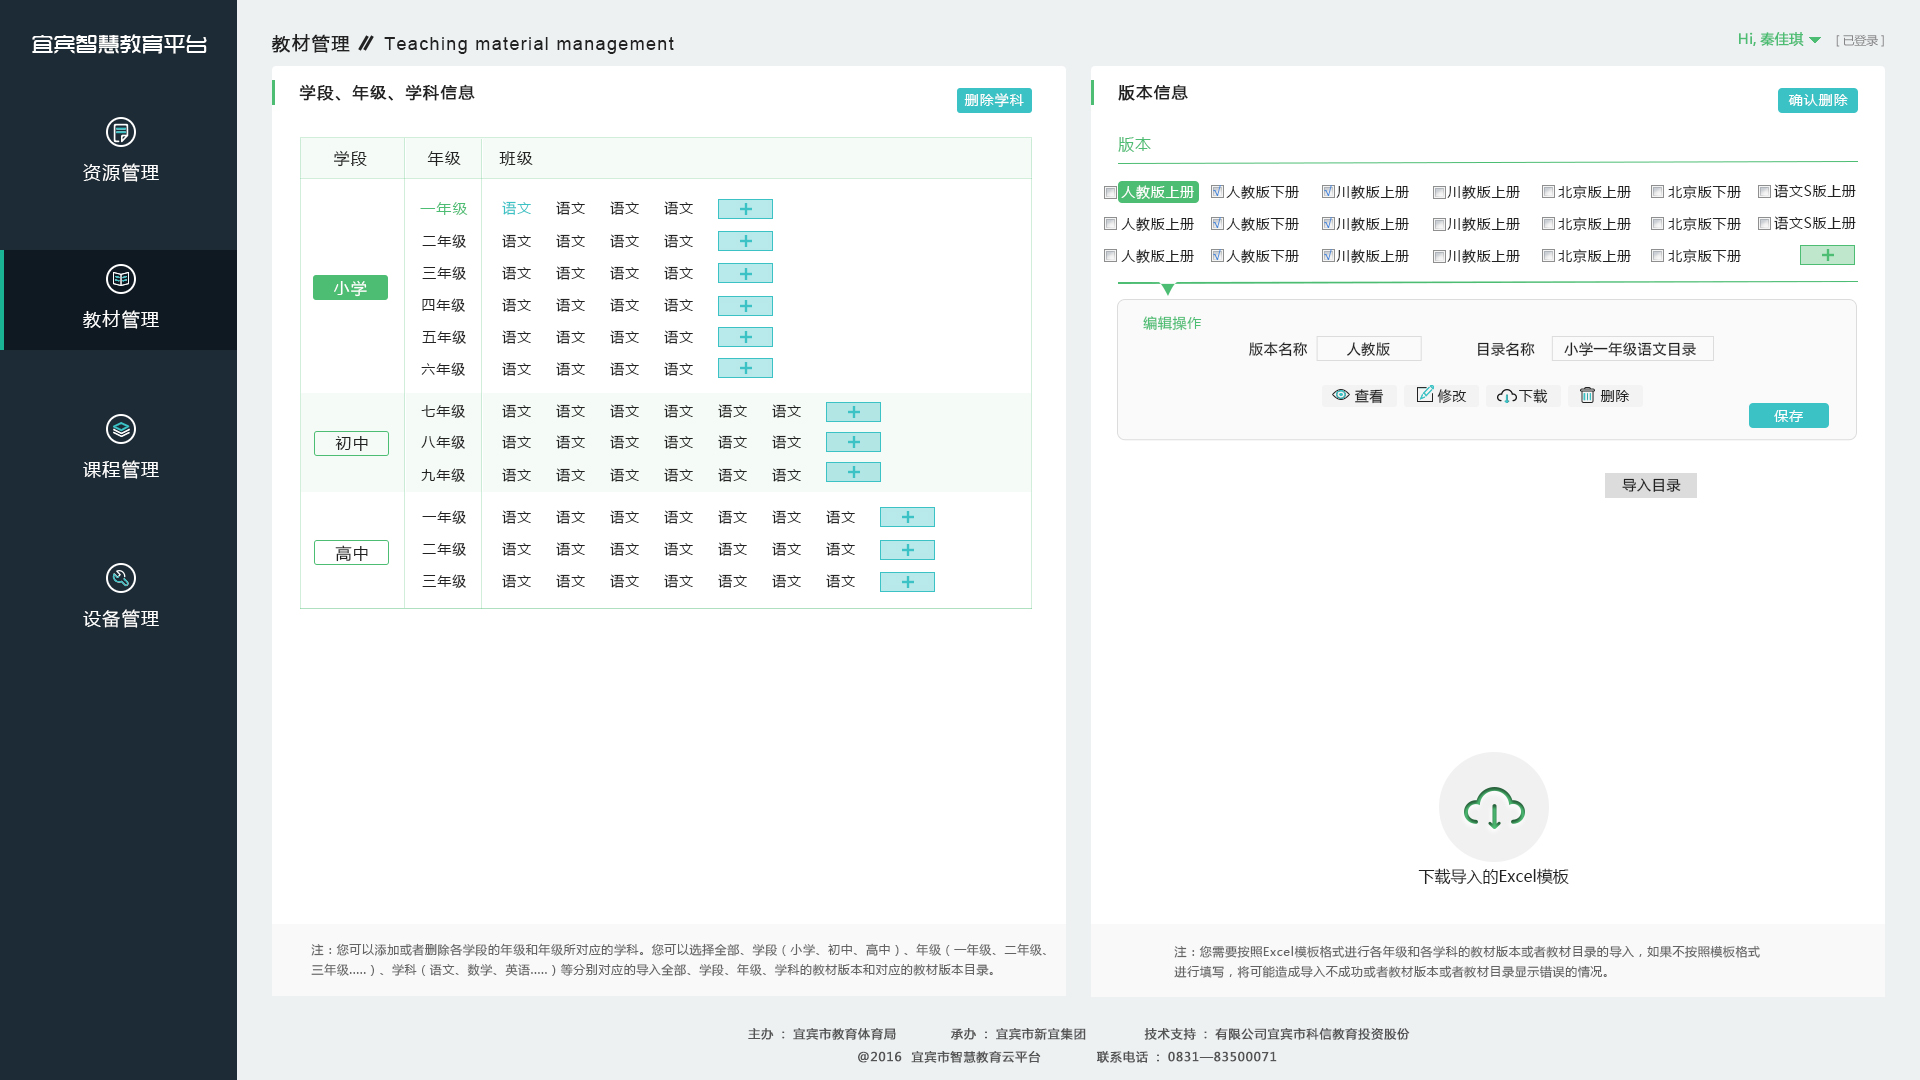 宜宾智慧教育平台
资源管理
教材管理
课程管理
设备管理
教材管理 // Teaching material management
Hi, 秦佳琪 [ 已登录 ]
学段、年级、学科信息
删除学科
学段 年级 班级
小学
一年级 语文 语文 语文 语文 +
二年级 语文 语文 语文 语文 +
三年级 语文 语文 语文 语文 +
四年级 语文 语文 语文 语文 +
五年级 语文 语文 语文 语文 +
六年级 语文 语文 语文 语文 +
初中
七年级 语文 语文 语文 语文 语文 语文 +
八年级 语文 语文 语文 语文 语文 语文 +
九年级 语文 语文 语文 语文 语文 语文 +
高中
一年级 语文 语文 语文 语文 语文 语文 语文 +
二年级 语文 语文 语文 语文 语文 语文 语文 +
三年级 语文 语文 语文 语文 语文 语文 语文 +
注：您可以添加或者删除各学段的年级和年级所对应的学科。您可以选择全部、学段（小学、初中、高中）、年级（一年级、二年级、
三年级.....）、学科（语文、数学、英语.....）等分别对应的导入全部、学段、年级、学科的教材版本和对应的教材版本目录。
版本信息
确认删除
版本
人教版上册 人教版下册 川教版上册 川教版上册 北京版上册 北京版下册 语文S版上册
人教版上册 人教版下册 川教版上册 川教版上册 北京版上册 北京版下册 语文S版上册
人教版上册 人教版下册 川教版上册 川教版上册 北京版上册 北京版下册 +
编辑操作
版本名称 人教版 目录名称 小学一年级语文目录
查看 修改 下载 删除
保存
导入目录
下载导入的Excel模板
注：您需要按照Excel模板格式进行各年级和各学科的教材版本或者教材目录的导入，如果不按照模板格式
进行填写，将可能造成导入不成功或者教材版本或者教材目录显示错误的情况。
主办 ： 宜宾市教育体育局 承办 ： 宜宾市新宜集团 技术支持 ： 有限公司宜宾市科信教育投资股份
@2016 宜宾市智慧教育云平台 联系电话 ： 0831—83500071